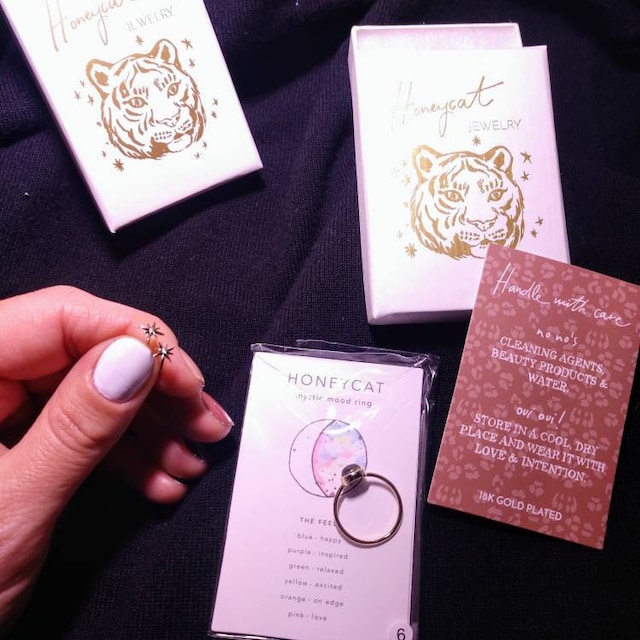 Honeycat
JEWELRY
Honeycat
JEWELRY
Handle with care
no no's
CLEANING AGENTS,
BEAUTY PRODUCTS &
WATER.
oui oui!
STORE IN A COOL, DRY
PLACE AND WEAR IT WITH
LOVE & INTENTION.
18K GOLD PLATED
HONEYCAT
mystic mood ring
THE FEEL
blue - happy
purple - inspired
green - relaxed
yellow - excited
orange - on edge
pink - love
6